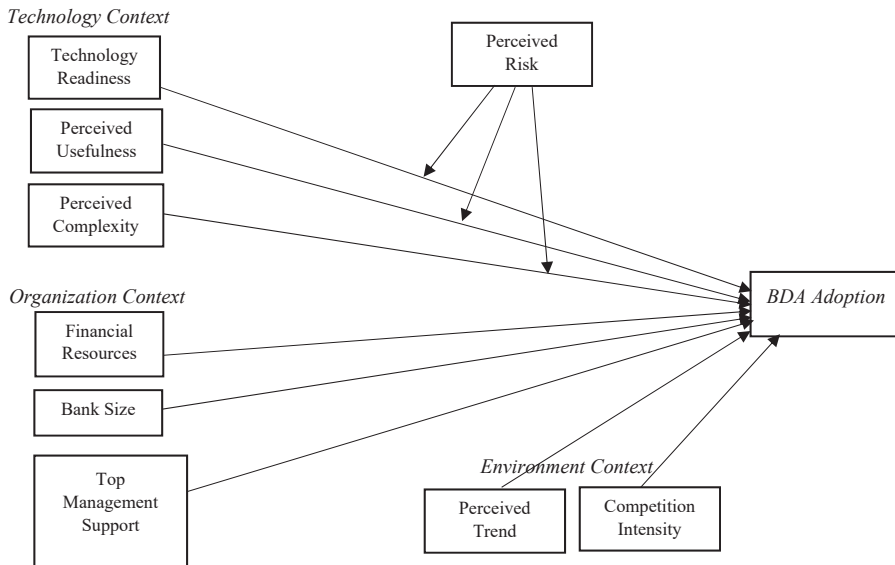 Technology Context
Technology
Readiness
Perceived
Risk
Perceived
Usefulness
Perceived
Complexity
Organization Context
BDA Adoption
Financial
Resources
Bank Size
Top
Management
Support
Environment Context
Perceived
Trend
Competition
Intensity